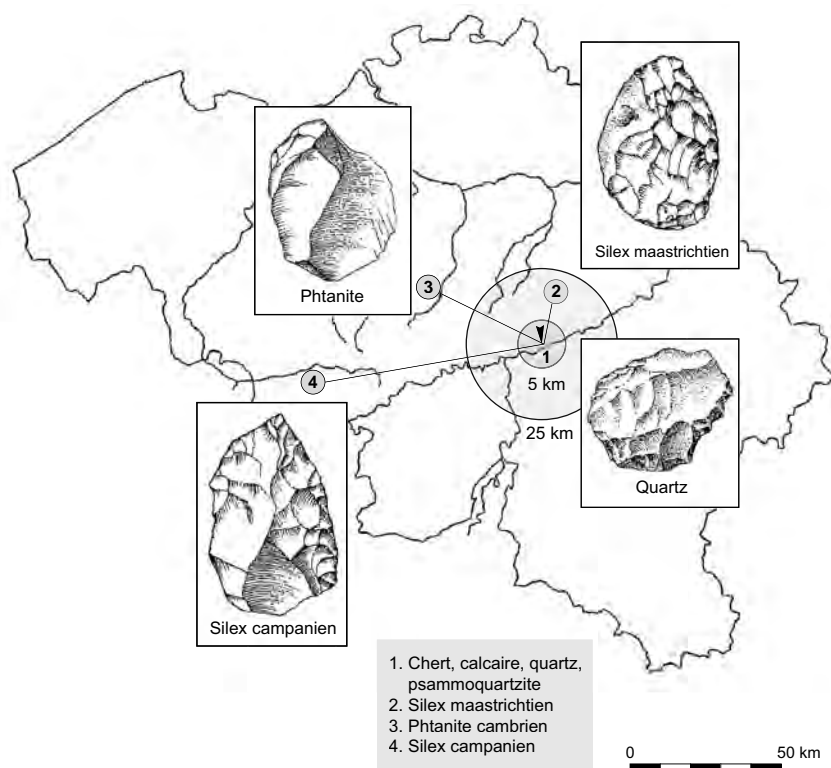 Silex maastrichtien
Phtanite
3
2
1
4
5 km
25 km
Quartz
Silex campanien
1. Chert, calcaire, quartz,
psammoquartzite
2. Silex maastrichtien
3. Phtanite cambrien
4. Silex campanien
0 50 km